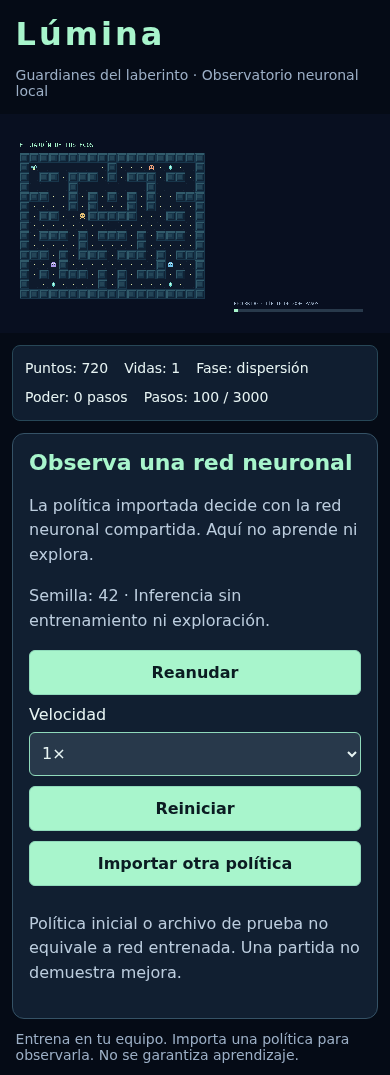 Lúmina
Guardianes del laberinto · Observatorio neuronal
local
Puntos: 720 Vidas: 1 Fase: dispersión
Poder: 0 pasos Pasos: 100 / 3000
Observa una red neuronal
La política importada decide con la red
neuronal compartida. Aquí no aprende ni
explora.
Semilla: 42 · Inferencia sin
entrenamiento ni exploración.
Reanudar
Velocidad
1×
Reiniciar
Importar otra política
Política inicial o archivo de prueba no
equivale a red entrenada. Una partida no
demuestra mejora.
Entrena en tu equipo. Importa una política para
observarla. No se garantiza aprendizaje.